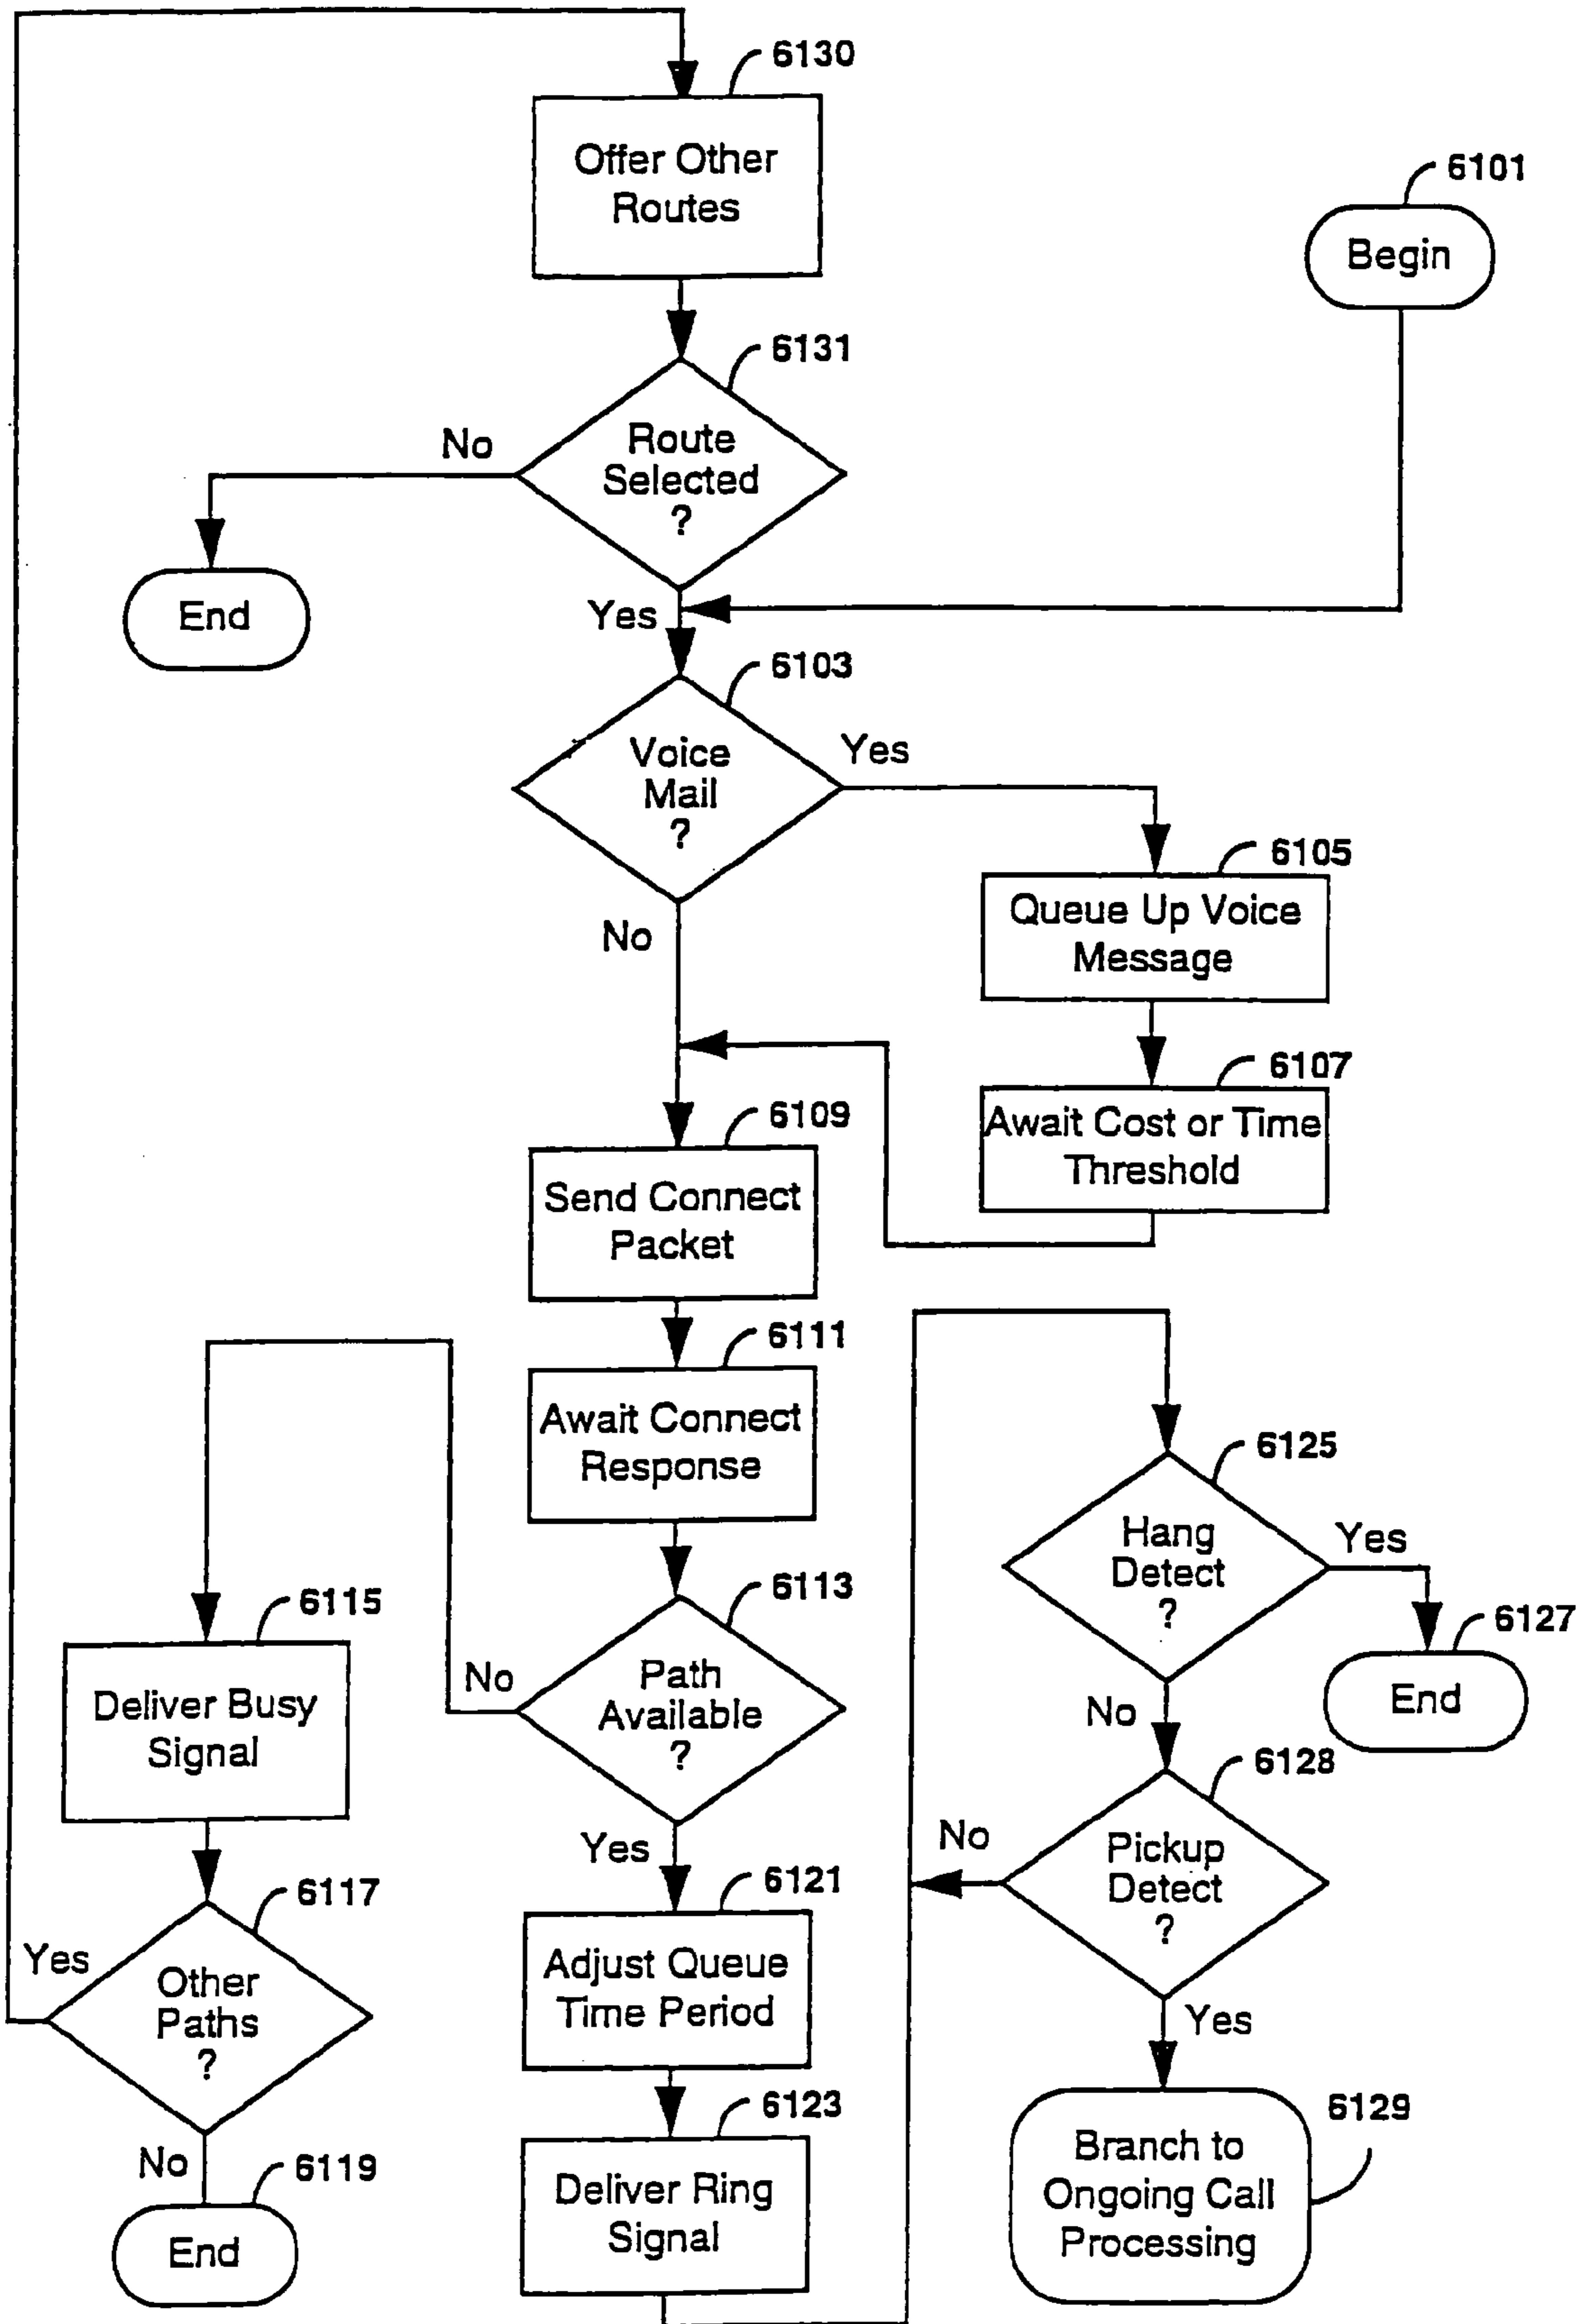 6130
Offer Other
Routes
6101
Begin
6131
Route
Selected
?
No
End
Yes
6103
Voice
Mail
?
Yes
No
6105
Queue Up Voice
Message
6107
Await Cost or Time
Threshold
6109
Send Connect
Packet
6111
Await Connect
Response
6113
Path
Available
?
No
6115
Deliver Busy
Signal
6117
Other
Paths
?
Yes
No
6119
End
Yes
6121
Adjust Queue
Time Period
6123
Deliver Ring
Signal
6125
Hang
Detect
?
Yes
6127
End
No
6128
Pickup
Detect
?
No
Yes
6129
Branch to
Ongoing Call
Processing